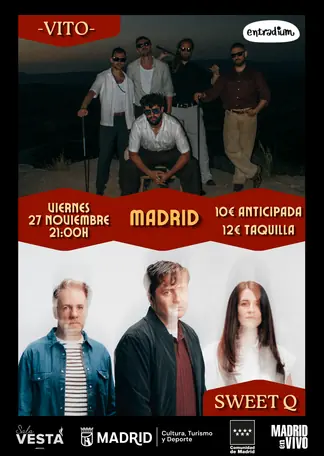 -VITO-
entradium
VIERNES
27 NOVIEMBRE
21:00H
MADRID
10€ ANTICIPADA
12€ TAQUILLA
SWEET Q
Sala
VESTA
MADRID
Cultura, Turismo
y Deporte
Comunidad
de Madrid
MADRID
en VIVO